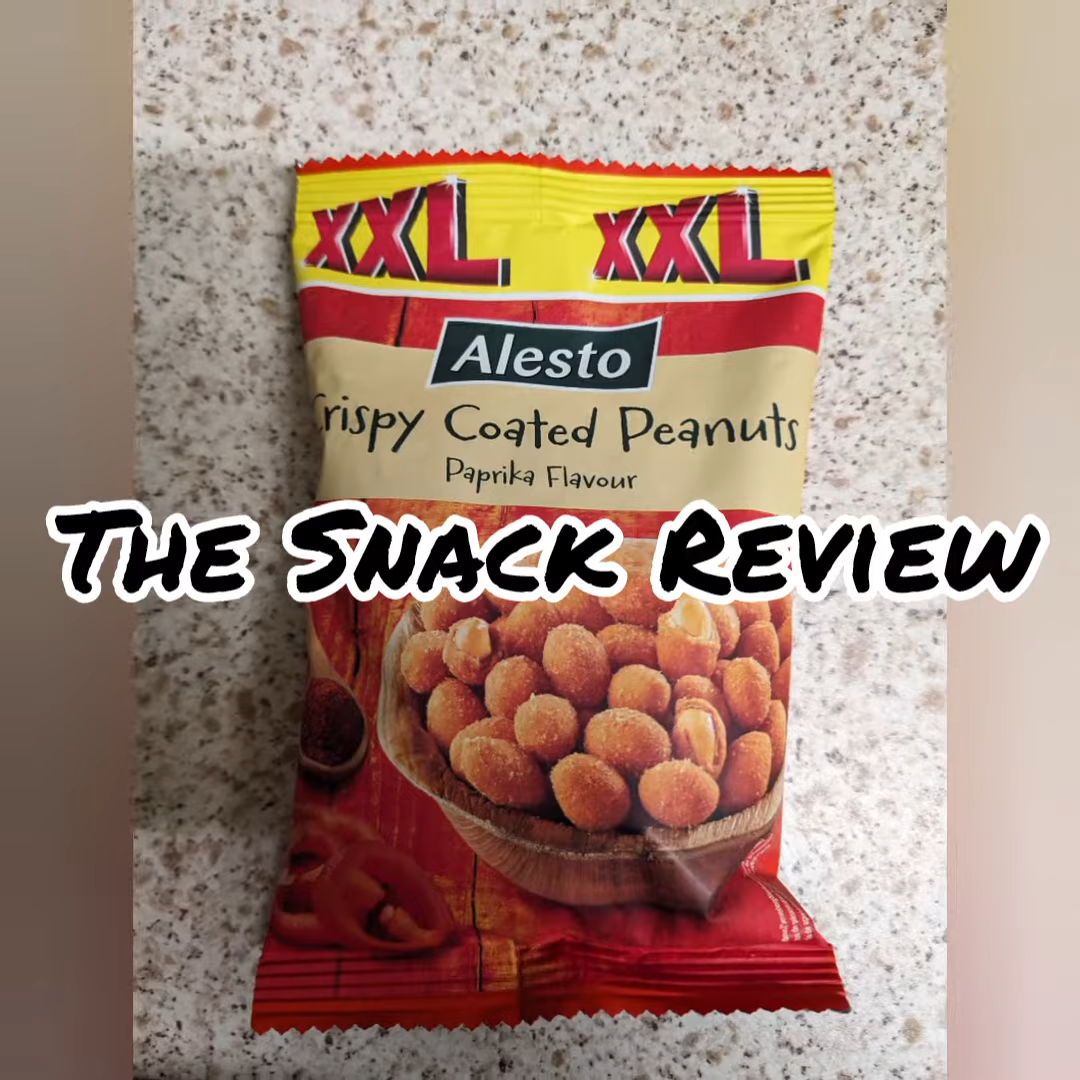 XXL XXL
Alesto
Crispy Coated Peanuts
Paprika Flavour
The Snack Review